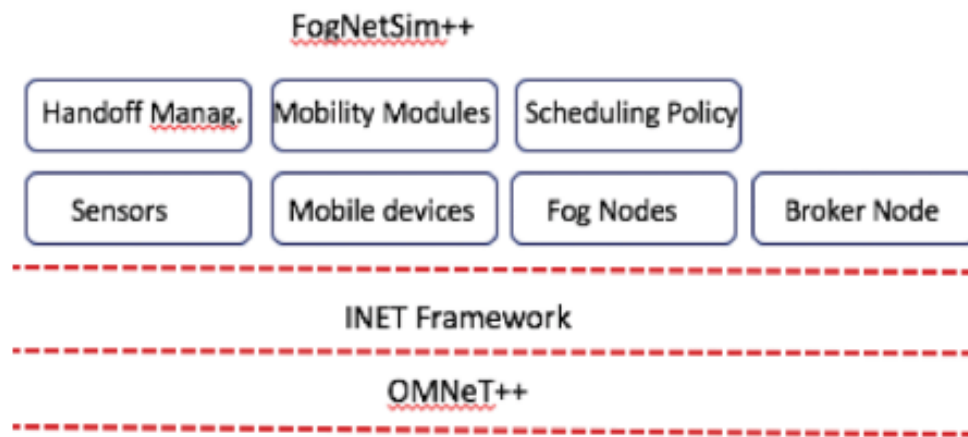 FogNetSim++
Handoff Manag. Mobility Modules Scheduling Policy
Sensors Mobile devices Fog Nodes Broker Node
INET Framework
OMNeT++